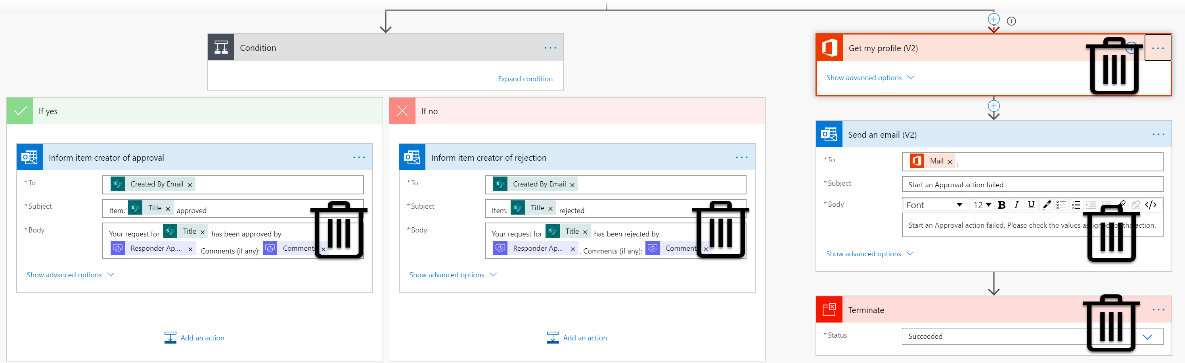 Condition
Expand condition
If yes
Inform item creator of approval
* To
Created By Email ×
* Subject
Item: Title × approved
* Body
Your request for Title × has been approved by
Responder Ap... × Comments (if any): Comments ×
Show advanced options
Add an action
If no
Inform item creator of rejection
* To
Created By Email ×
* Subject
Item: Title × rejected
* Body
Your request for Title × has been rejected by
Responder Ap... × . Comments (if any): Comments ×
Show advanced options
Add an action
Get my profile (V2)
Show advanced options
Send an email (V2)
* To
Mail × ;
* Subject
Start an Approval action failed
* Body
Font 12 B I U </>
Start an Approval action failed. Please check the values the action.
Show advanced options
Terminate
* Status
Succeeded